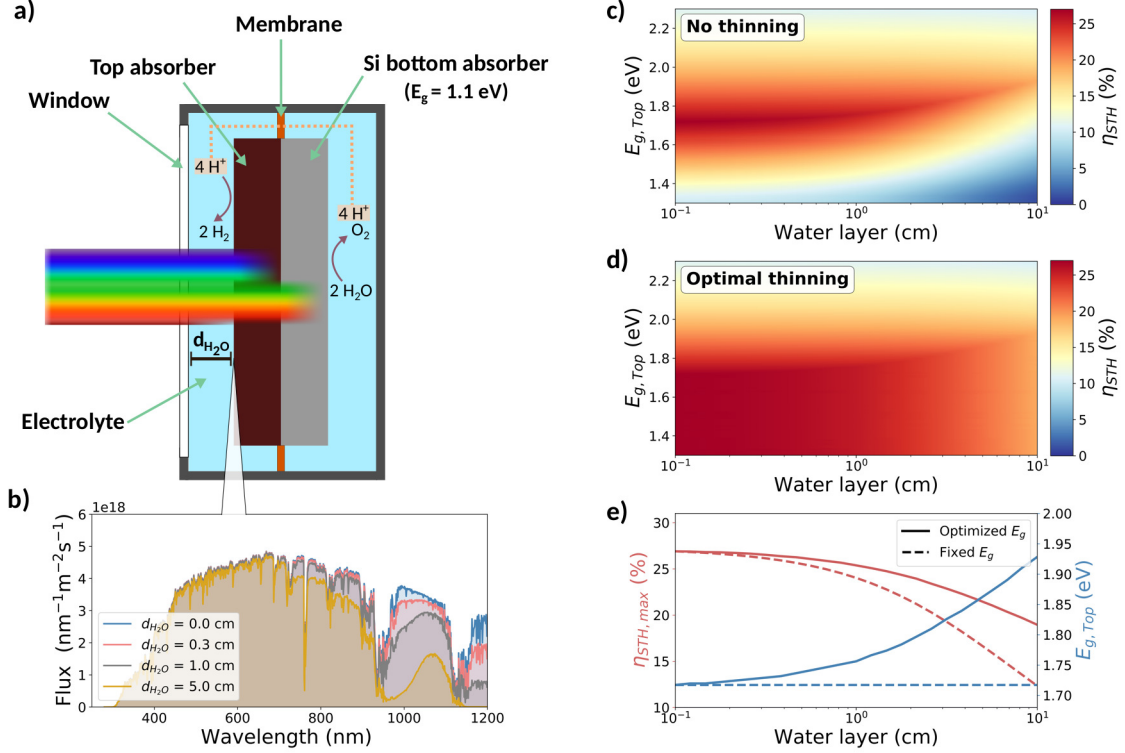 a)
Membrane
Top absorber
Si bottom absorber
(E_g = 1.1 eV)
Window
4 H⁺
2 H₂
4 H⁺
O₂
2 H₂O
d_H₂O
Electrolyte
b)
1e18
6
5
4
3
2
1
0
Flux (nm⁻¹m⁻²s⁻¹)
d_H₂O = 0.0 cm
d_H₂O = 0.3 cm
d_H₂O = 1.0 cm
d_H₂O = 5.0 cm
400 600 800 1000 1200
Wavelength (nm)
c)
No thinning
2.2
2.0
1.8
1.6
1.4
E_g,Top (eV)
10⁻¹ 10⁰ 10¹
Water layer (cm)
25
20
15
10
5
0
η_STH (%)
d)
Optimal thinning
2.2
2.0
1.8
1.6
1.4
E_g,Top (eV)
10⁻¹ 10⁰ 10¹
Water layer (cm)
25
20
15
10
5
0
η_STH (%)
e)
Optimized E_g
Fixed E_g
30
25
20
15
10
η_STH,max (%)
2.00
1.95
1.90
1.85
1.80
1.75
1.70
E_g,Top (eV)
10⁻¹ 10⁰ 10¹
Water layer (cm)